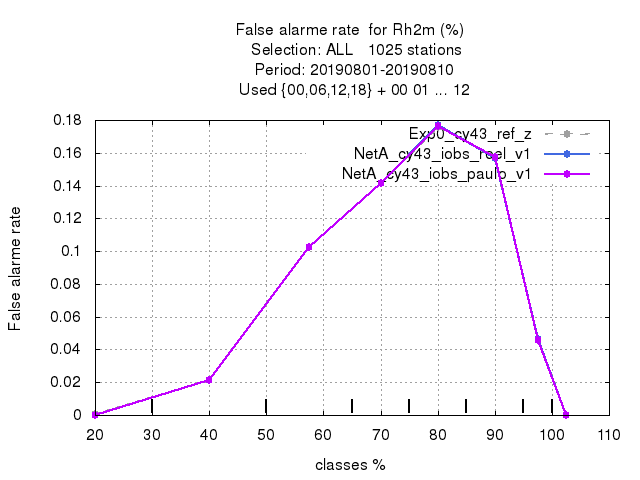 False alarme rate  for Rh2m (%)
Selection: ALL   1025 stations
Period: 20190801-20190810
Used {00,06,12,18} + 00 01 ... 12
Exp0_cy43_ref_z
NetA_cy43_iobs_roel_v1
NetA_cy43_iobs_paulo_v1
False alarme rate
0.18
0.16
0.14
0.12
0.1
0.08
0.06
0.04
0.02
0
20 30 40 50 60 70 80 90 100 110
classes %